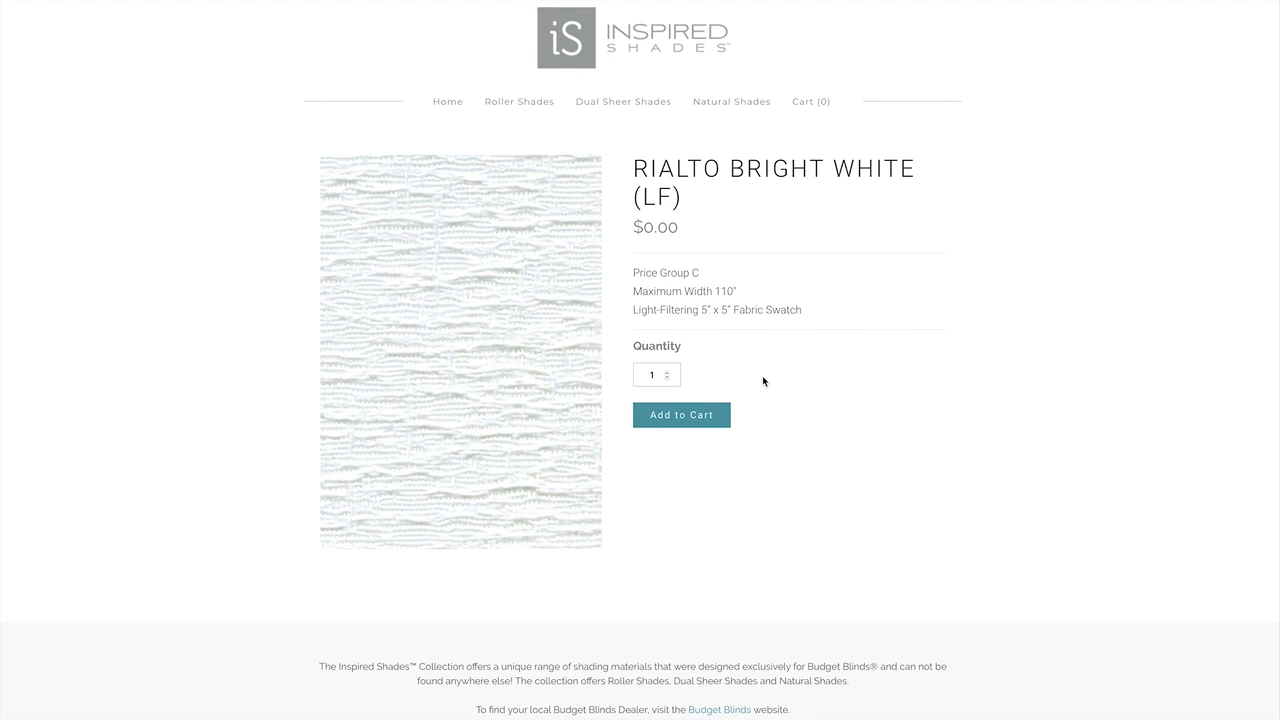 iS INSPIRED
SHADES™
Home Roller Shades Dual Sheer Shades Natural Shades Cart (0)
RIALTO BRIGHT WHITE
(LF)
$0.00
Price Group C
Maximum Width 110"
Light-Filtering 5" x 5" Fabric Swatch
Quantity
1
Add to Cart
The Inspired Shades™ Collection offers a unique range of shading materials that were designed exclusively for Budget Blinds® and can not be
found anywhere else! The collection offers Roller Shades, Dual Sheer Shades and Natural Shades.
To find your local Budget Blinds Dealer, visit the Budget Blinds website.